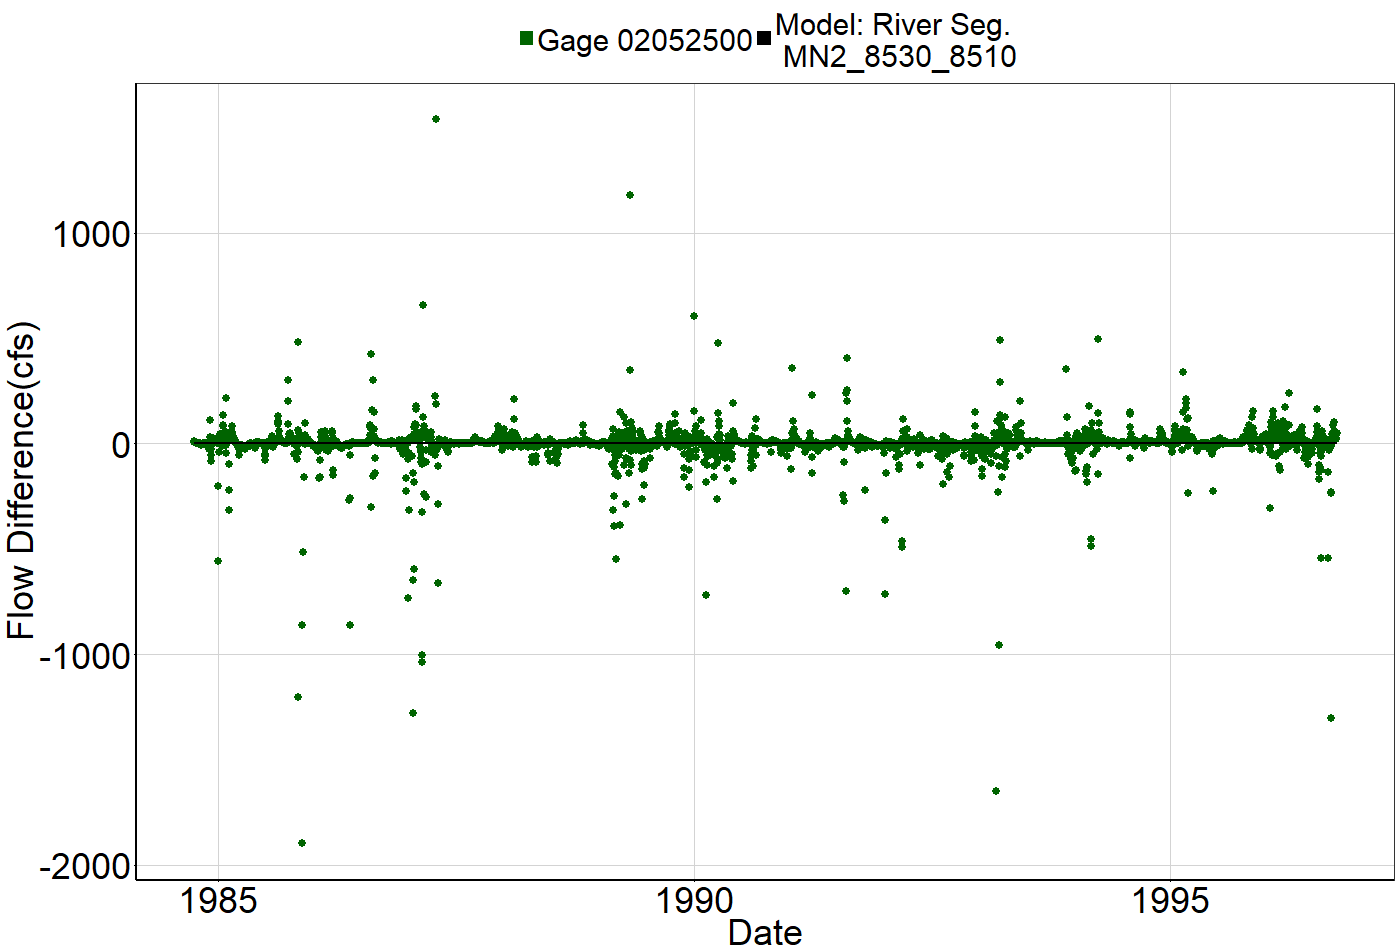 Gage 02052500
Model: River Seg.
MN2_8530_8510
Flow Difference(cfs)
1000
0
-1000
-2000
1985
1990
1995
Date